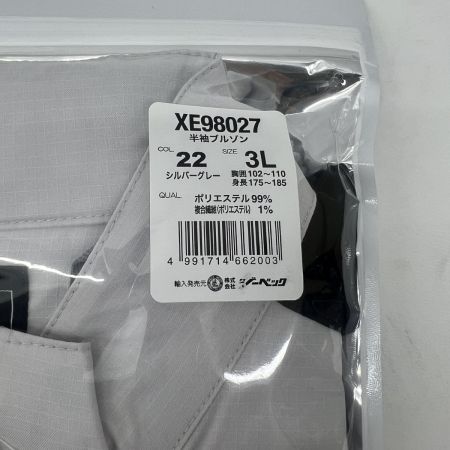 XE98027
半袖ブルゾン
COL. 22 SIZE 3L
シルバーグレー 胸囲102〜110
身長175〜185
QUAL. ポリエステル99%
複合繊維(ポリエステル) 1%
4 991714 662003
輸入発売元 株式会社 ジーベック